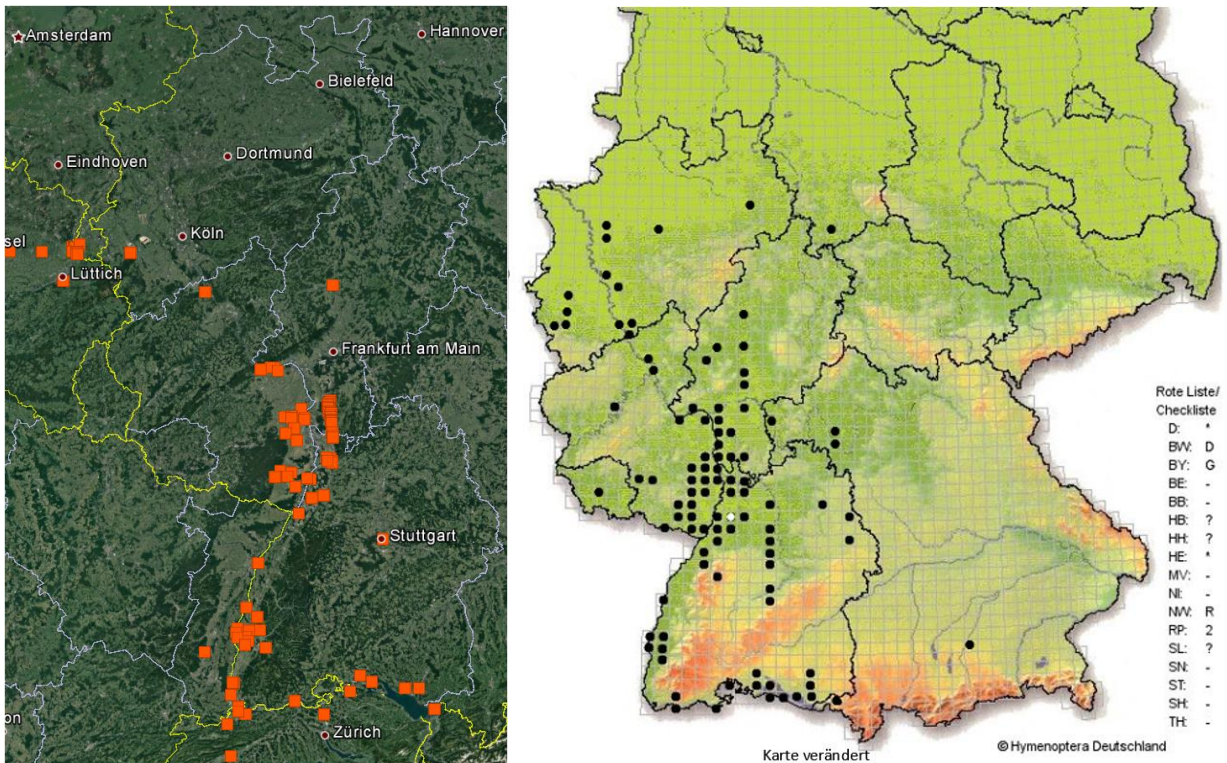 Amsterdam
Hannover
Bielefeld
Eindhoven
Dortmund
Köln
sel
Lüttich
Frankfurt am Main
Stuttgart
on
Zürich
Rote Liste/
Checkliste
D: *
BW: D
BY: G
BE: -
BB: -
HB: ?
HH: ?
HE: *
MV: -
NI: -
NW: R
RP: 2
SL: ?
SN: -
ST: -
SH: -
TH: -
© Hymenoptera Deutschland
Karte verändert